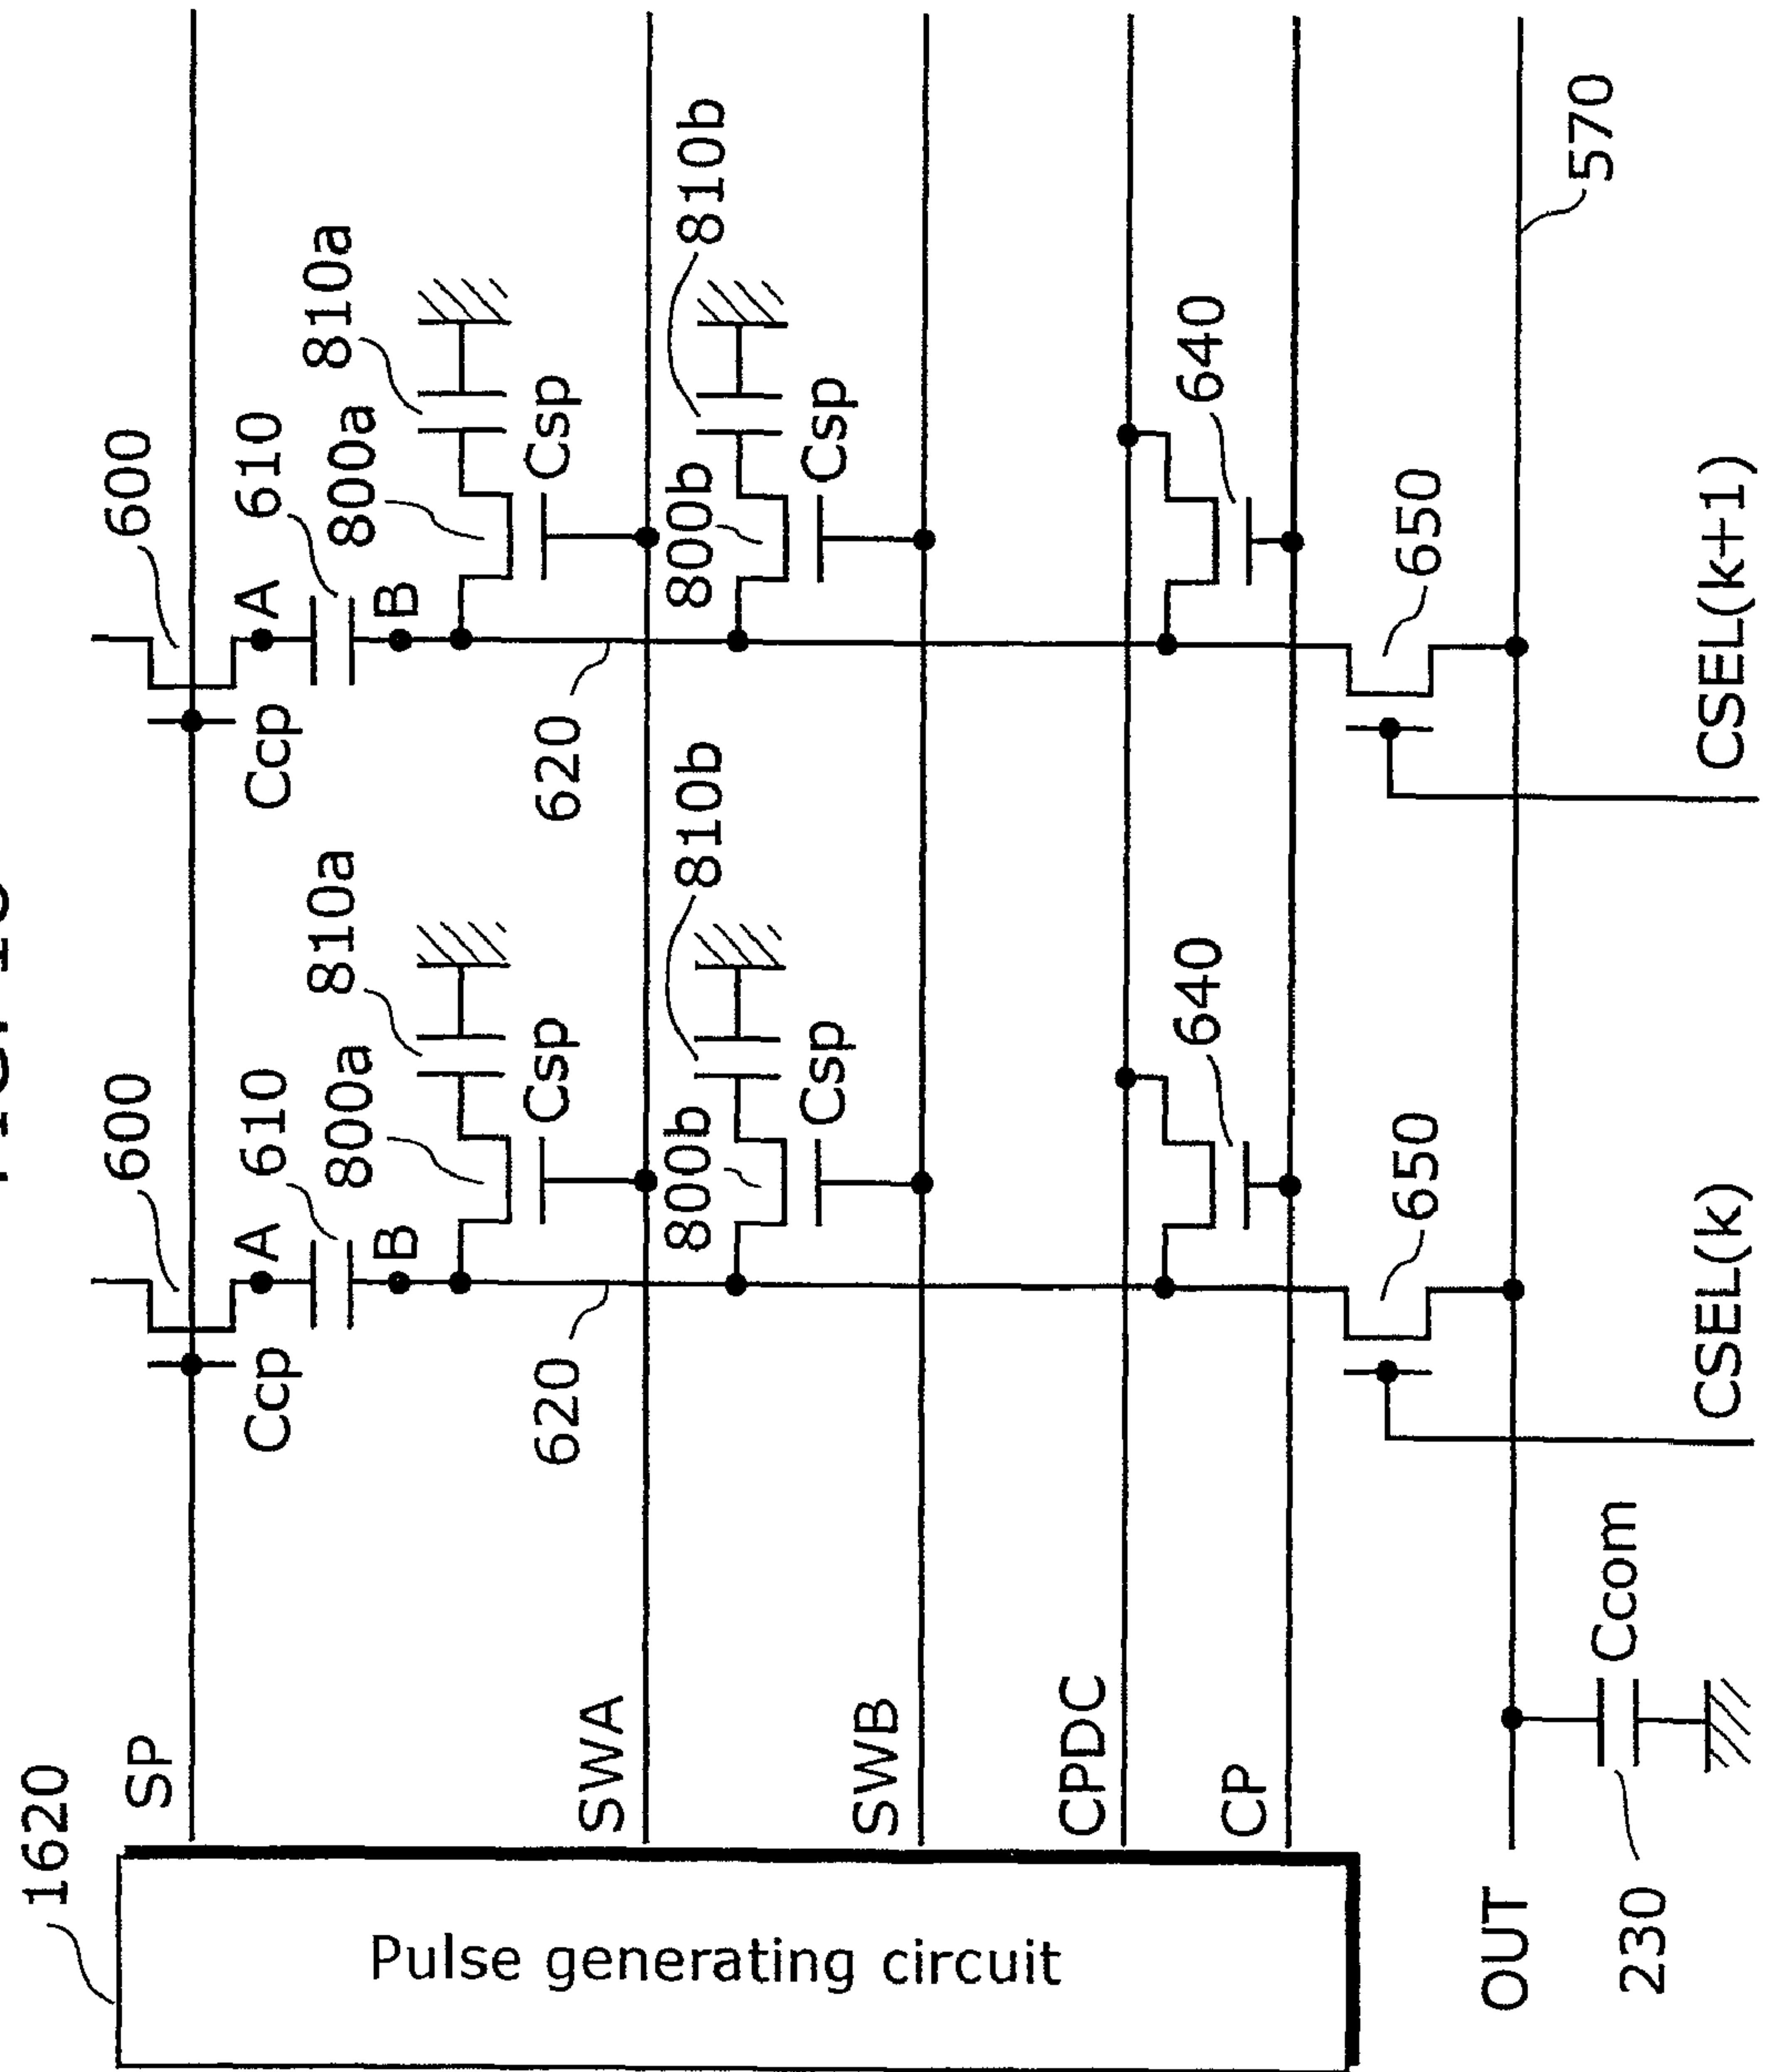 1620
SP
600
600
Ccp
A
610
Ccp
A
610
B
800a
810a
B
800a
810a
Csp
Csp
620
620
SWA
800b
810b
800b
810b
Csp
Csp
SWB
CPDC
640
640
CP
650
650
570
Pulse generating circuit
OUT
230
Ccom
CSEL(k)
CSEL(k+1)